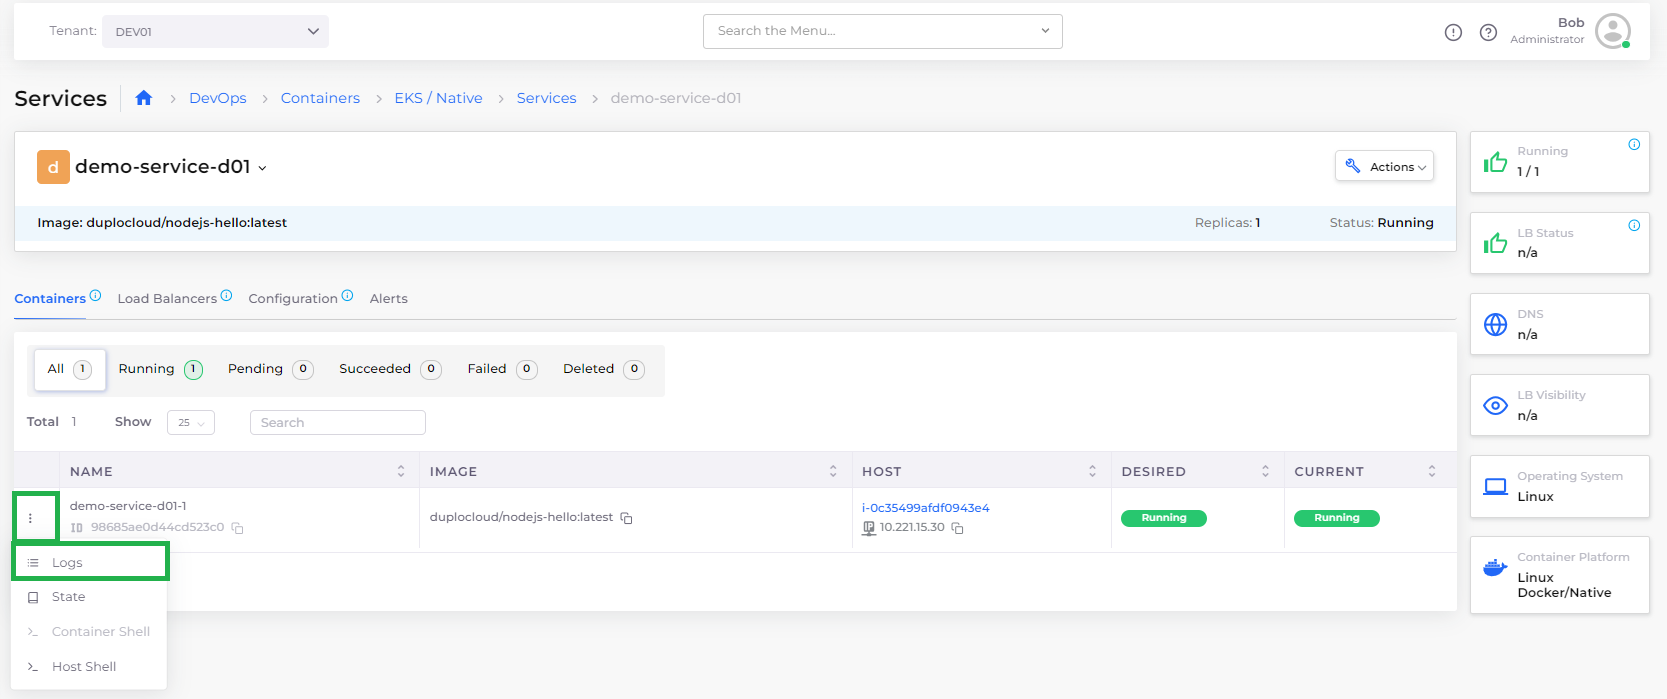 Tenant: DEV01 Search the Menu... Bob
Administrator
Services DevOps Containers EKS / Native Services demo-service-d01
d demo-service-d01 Actions
Image: duplocloud/nodejs-hello:latest Replicas: 1 Status: Running
Running
1 / 1
LB Status
n/a
DNS
n/a
LB Visibility
n/a
Operating System
Linux
Container Platform
Linux
Docker/Native
Containers Load Balancers Configuration Alerts
All 1 Running 1 Pending 0 Succeeded 0 Failed 0 Deleted 0
Total 1 Show 25 Search
NAME IMAGE HOST DESIRED CURRENT
demo-service-d01-1 duplocloud/nodejs-hello:latest i-0c35499afdf0943e4 Running Running
ID 98685ae0d44cd523c0 10.221.15.30
Logs
State
Container Shell
Host Shell